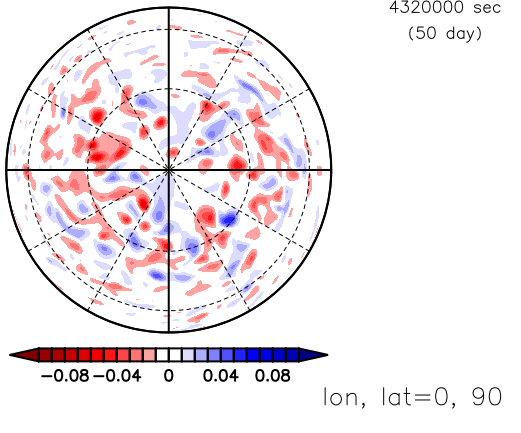 4320000 sec
(50 day)
−0.08 −0.04 0 0.04 0.08
lon, lat=0, 90